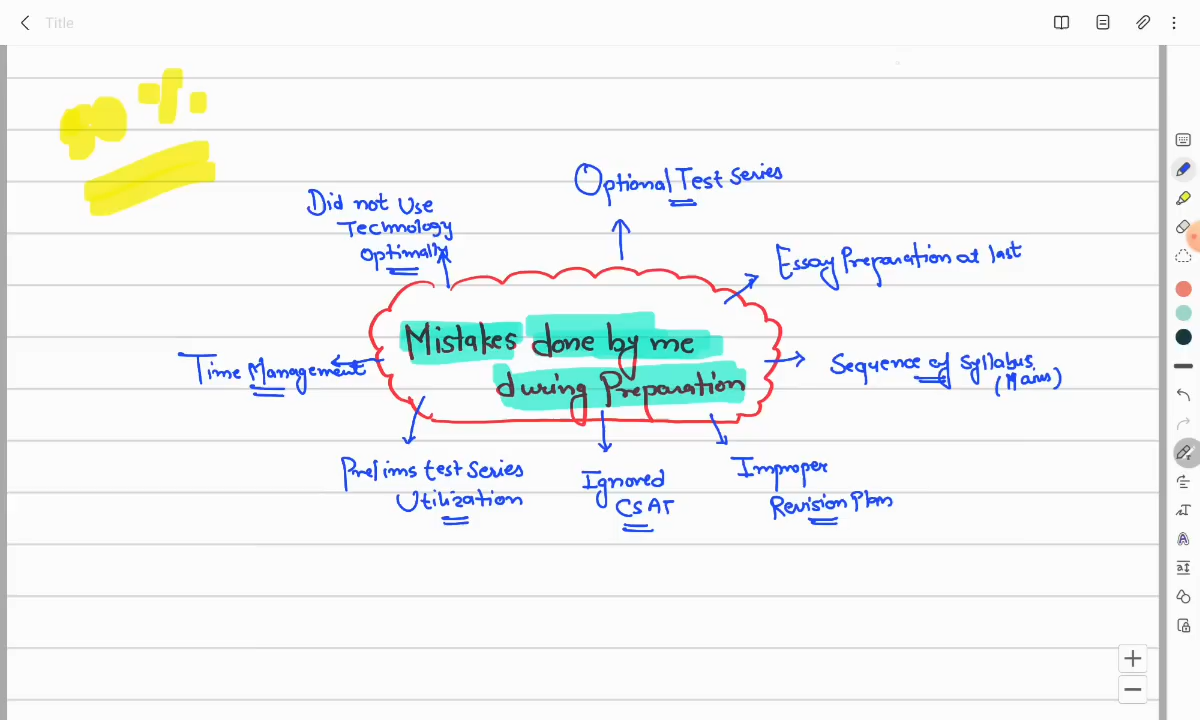 Title
Optional Test Series
Did not Use
Technology
Optimally
Essay Preparation at last
Mistakes done by me
during Preparation
Time Management
Sequence of Syllabus
(Mains)
Prelims test Series
Utilization
Ignored
CSAT
Improper
Revision Plan